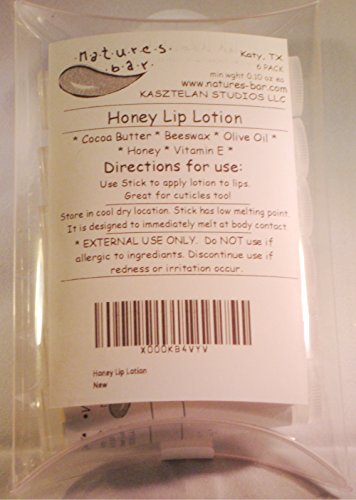 natures
bar
Katy, TX
6 PACK
min wght 0.10 oz ea
www.natures-bar.com
KASZTELAN STUDIOS LLC
Honey Lip Lotion
* Cocoa Butter * Beeswax * Olive Oil *
* Honey * Vitamin E *
Directions for use:
Use Stick to apply lotion to lips.
Great for cuticles too!
Store in cool dry location. Stick has low melting point.
It is designed to immediately melt at body contact
* EXTERNAL USE ONLY. Do NOT use if
allergic to ingrediants. Discontinue use if
redness or irritation occur.
X000KB4VYV
Honey Lip Lotion
New